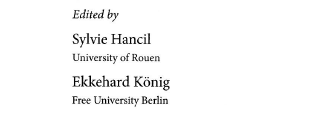 Edited by
Sylvie Hancil
University of Rouen
Ekkehard König
Free University Berlin